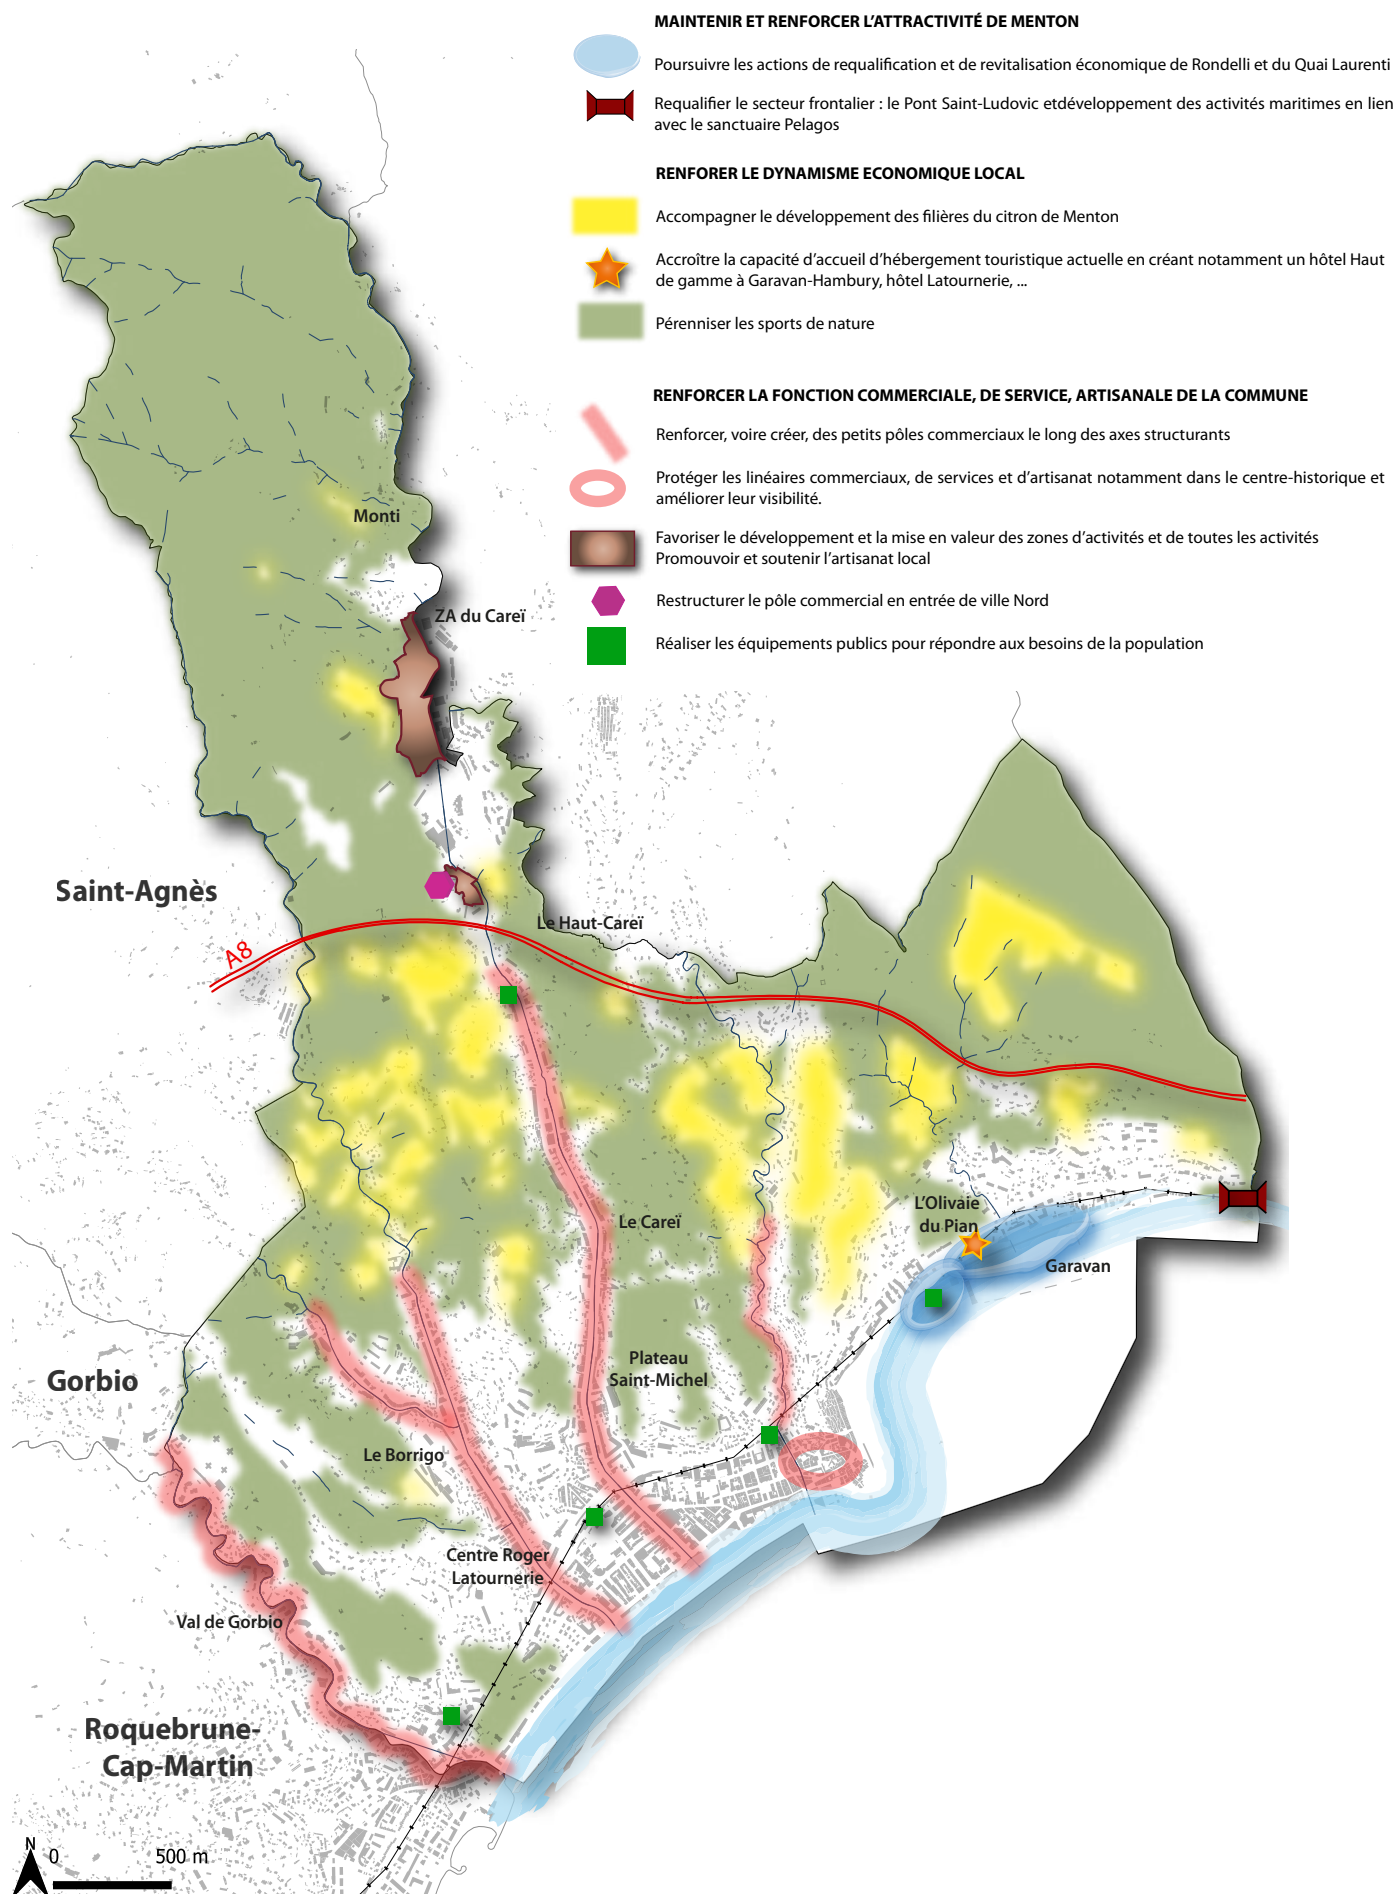 MAINTENIR ET RENFORCER L'ATTRACTIVITÉ DE MENTON
Poursuivre les actions de requalification et de revitalisation économique de Rondelli et du Quai Laurenti
Requalifier le secteur frontalier : le Pont Saint-Ludovic etdéveloppement des activités maritimes en lien
avec le sanctuaire Pelagos
RENFORER LE DYNAMISME ECONOMIQUE LOCAL
Accompagner le développement des filières du citron de Menton
Accroître la capacité d'accueil d'hébergement touristique actuelle en créant notamment un hôtel Haut
de gamme à Garavan-Hambury, hôtel Latournerie, ...
Pérenniser les sports de nature
RENFORCER LA FONCTION COMMERCIALE, DE SERVICE, ARTISANALE DE LA COMMUNE
Renforcer, voire créer, des petits pôles commerciaux le long des axes structurants
Protéger les linéaires commerciaux, de services et d'artisanat notamment dans le centre-historique et
améliorer leur visibilité.
Favoriser le développement et la mise en valeur des zones d'activités et de toutes les activités
Promouvoir et soutenir l'artisanat local
Restructurer le pôle commercial en entrée de ville Nord
Réaliser les équipements publics pour répondre aux besoins de la population
Monti
ZA du Careï
Saint-Agnès
Le Haut-Careï
A8
L'Olivaie
du Pian
Le Careï
Garavan
Plateau
Saint-Michel
Gorbio
Le Borrigo
Centre Roger
Latournerie
Val de Gorbio
Roquebrune-
Cap-Martin
N
0 500 m